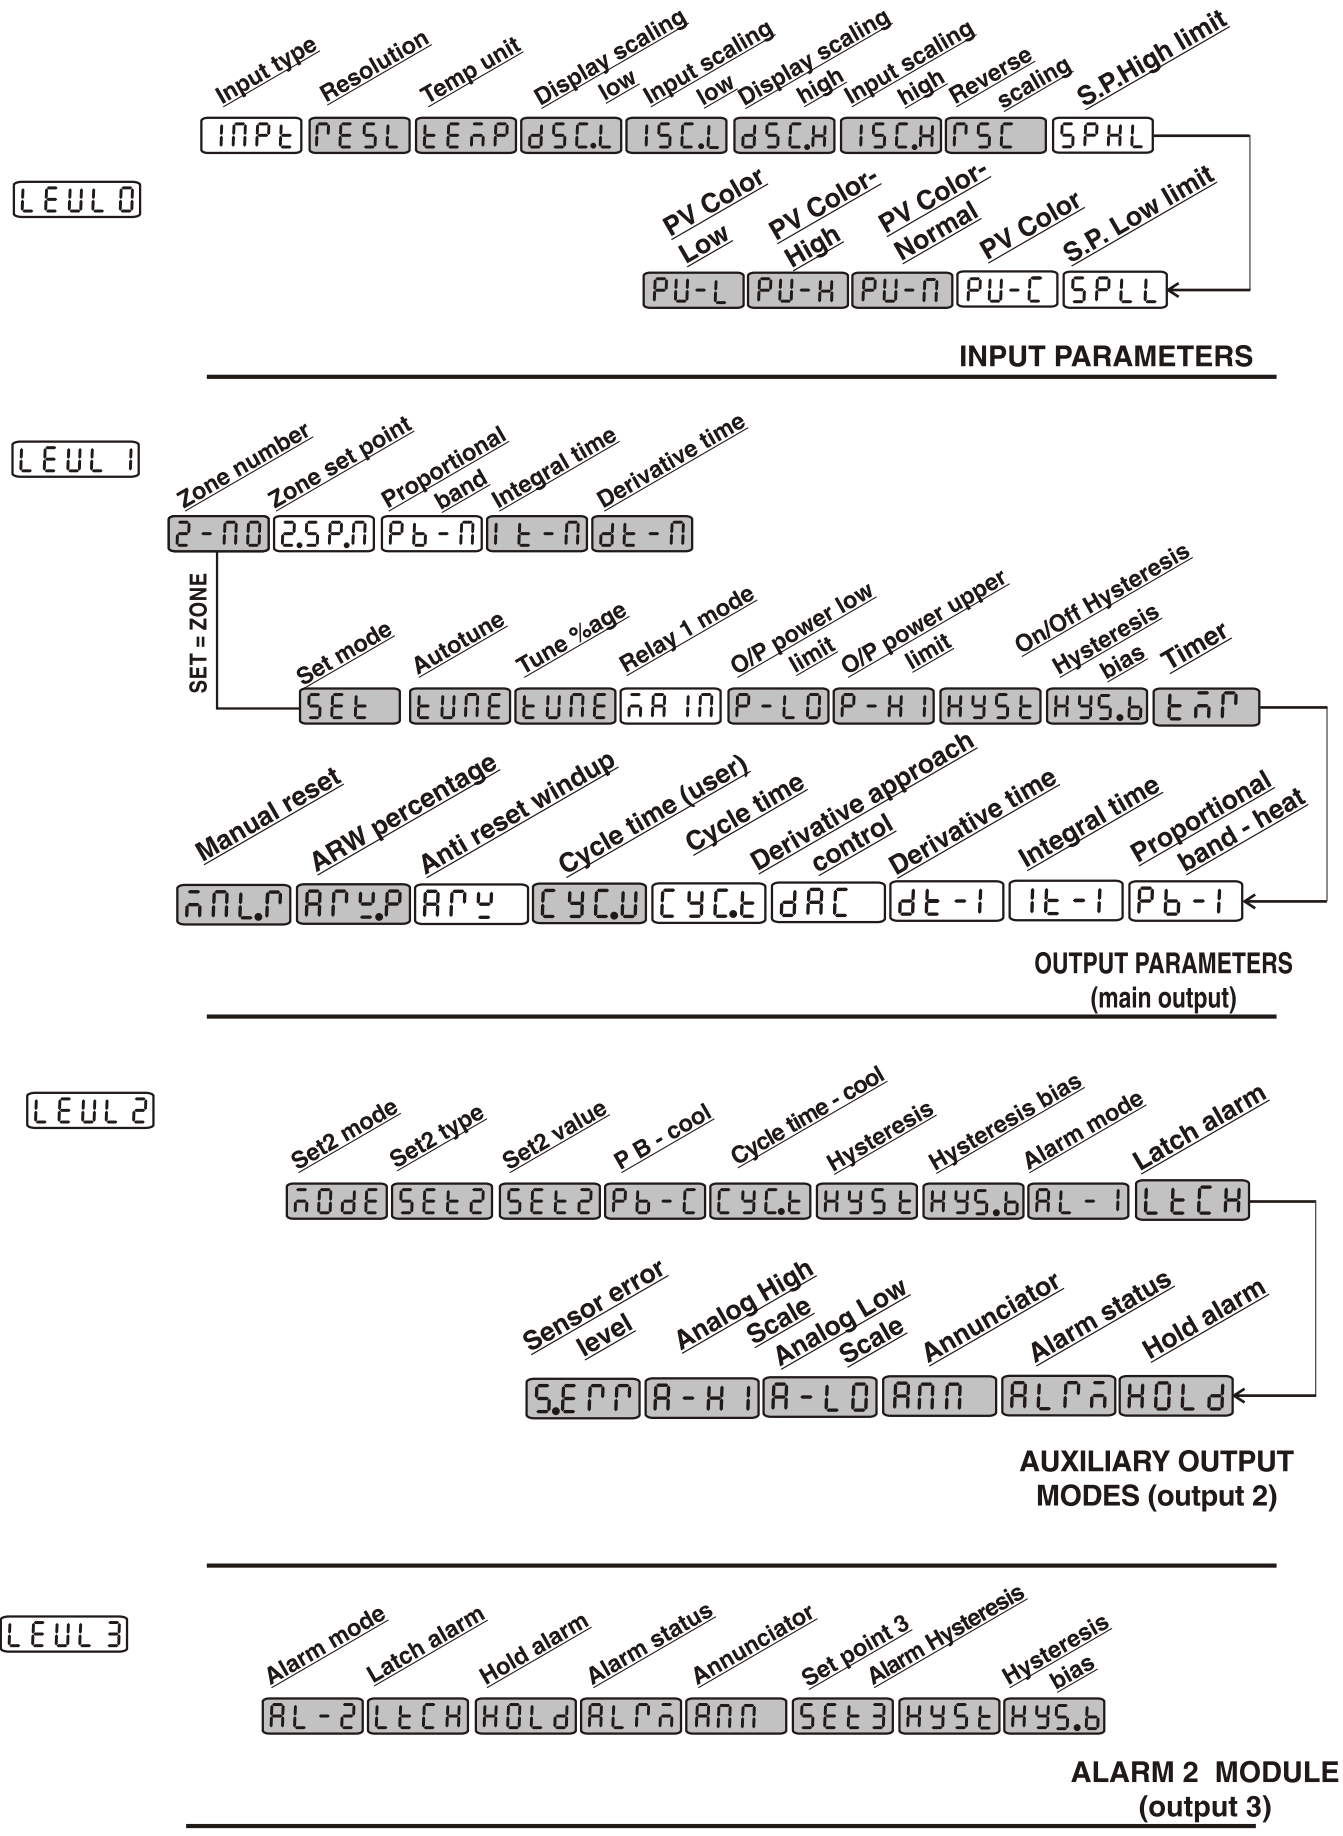 Input type
Resolution
Temp unit
Display scaling
low
Input scaling
low
Display scaling
high
Input scaling
high
Reverse
scaling
S.P.High limit
INPt RESL tEMP dSC.L ISC.L dSC.H ISC.H RSC SPHL
LEVL 0
PV Color
Low
PV Color-
High
PV Color-
Normal
PV Color
S.P. Low limit
PV-L PV-H PV-N PV-C SPLL
INPUT PARAMETERS
LEVL 1
Zone number
Zone set point
Proportional
band
Integral time
Derivative time
2-NO 2.SP.N Pb-N It-N dt-N
SET = ZONE
Set mode
Autotune
Tune %age
Relay 1 mode
O/P power low
limit
O/P power upper
limit
On/Off Hysteresis
Hysteresis
bias
Timer
SEt tUNE tUNE MAIN P-LO P-HI HYSt HYS.b tMR
Manual reset
ARW percentage
Anti reset windup
Cycle time (user)
Cycle time
Derivative approach
control
Derivative time
Integral time
Proportional
band - heat
MNL.R ARW.P ARW CYC.U CYC.t dAC dt-1 It-1 Pb-1
OUTPUT PARAMETERS
(main output)
LEVL 2
Set2 mode
Set2 type
Set2 value
P B - cool
Cycle time - cool
Hysteresis
Hysteresis bias
Alarm mode
Latch alarm
MOdE SEt2 SEt2 Pb-C CYC.t HYSt HYS.b AL-1 LtCH
Sensor error
level
Analog High
Scale
Analog Low
Scale
Annunciator
Alarm status
Hold alarm
S.ERR A-HI A-LO ANN ALRM HOLd
AUXILIARY OUTPUT
MODES (output 2)
LEVL 3
Alarm mode
Latch alarm
Hold alarm
Alarm status
Annunciator
Set point 3
Alarm Hysteresis
Hysteresis
bias
AL-2 LtCH HOLd ALRM ANN SEt3 HYSt HYS.b
ALARM 2 MODULE
(output 3)